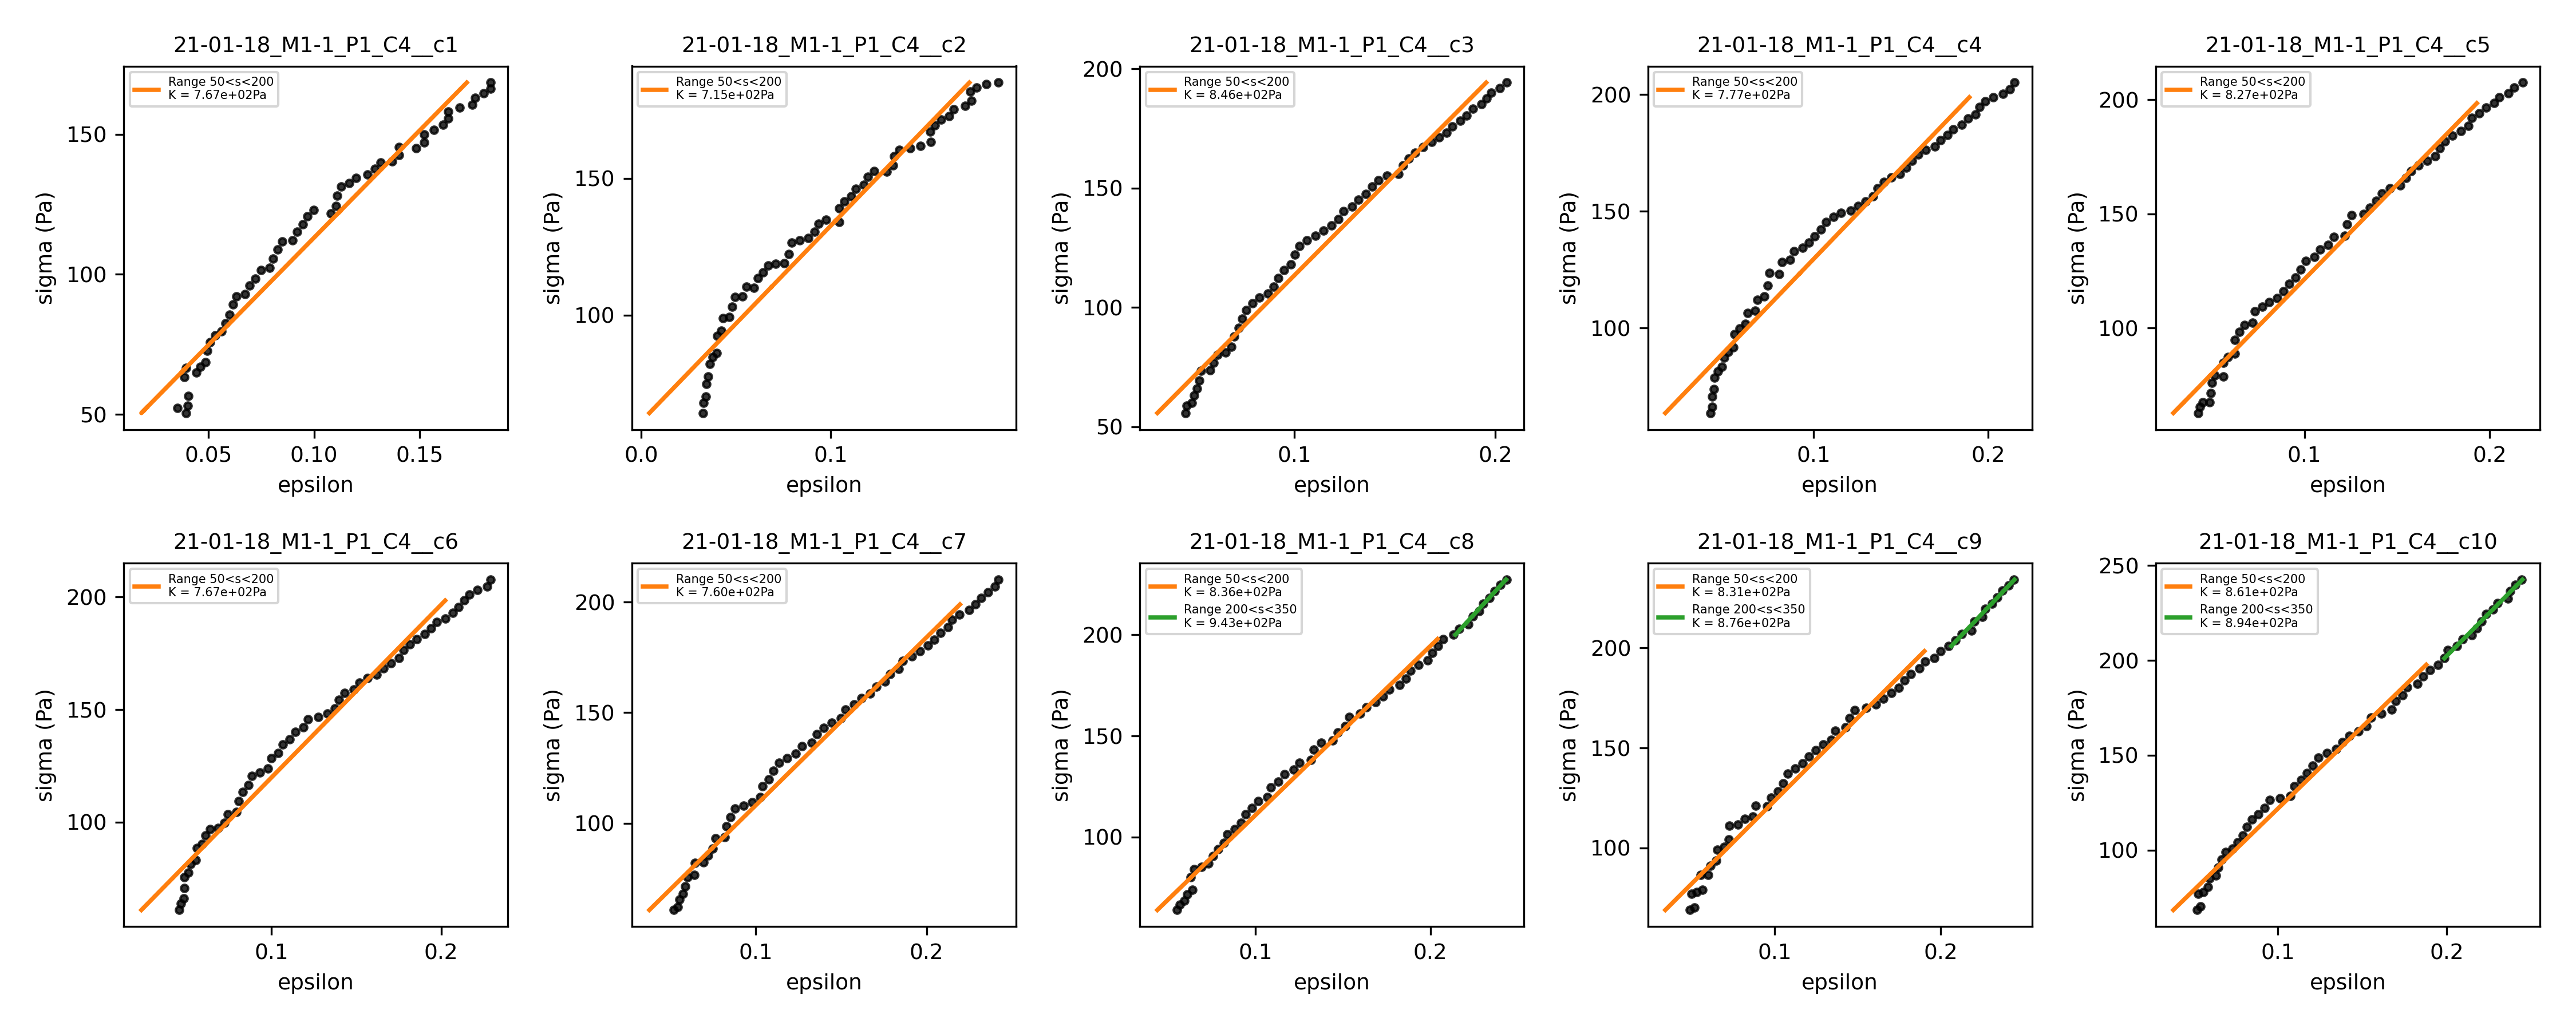 21-01-18_M1-1_P1_C4__c1
Range 50<s<200
K = 7.67e+02Pa
150
100
50
sigma (Pa)
0.05 0.10 0.15
epsilon
21-01-18_M1-1_P1_C4__c2
Range 50<s<200
K = 7.15e+02Pa
150
100
sigma (Pa)
0.0 0.1
epsilon
21-01-18_M1-1_P1_C4__c3
Range 50<s<200
K = 8.46e+02Pa
200
150
100
50
sigma (Pa)
0.1 0.2
epsilon
21-01-18_M1-1_P1_C4__c4
Range 50<s<200
K = 7.77e+02Pa
200
150
100
sigma (Pa)
0.1 0.2
epsilon
21-01-18_M1-1_P1_C4__c5
Range 50<s<200
K = 8.27e+02Pa
200
150
100
sigma (Pa)
0.1 0.2
epsilon
21-01-18_M1-1_P1_C4__c6
Range 50<s<200
K = 7.67e+02Pa
200
150
100
sigma (Pa)
0.1 0.2
epsilon
21-01-18_M1-1_P1_C4__c7
Range 50<s<200
K = 7.60e+02Pa
200
150
100
sigma (Pa)
0.1 0.2
epsilon
21-01-18_M1-1_P1_C4__c8
Range 50<s<200
K = 8.36e+02Pa
Range 200<s<350
K = 9.43e+02Pa
200
150
100
sigma (Pa)
0.1 0.2
epsilon
21-01-18_M1-1_P1_C4__c9
Range 50<s<200
K = 8.31e+02Pa
Range 200<s<350
K = 8.76e+02Pa
200
150
100
sigma (Pa)
0.1 0.2
epsilon
21-01-18_M1-1_P1_C4__c10
Range 50<s<200
K = 8.61e+02Pa
Range 200<s<350
K = 8.94e+02Pa
250
200
150
100
sigma (Pa)
0.1 0.2
epsilon